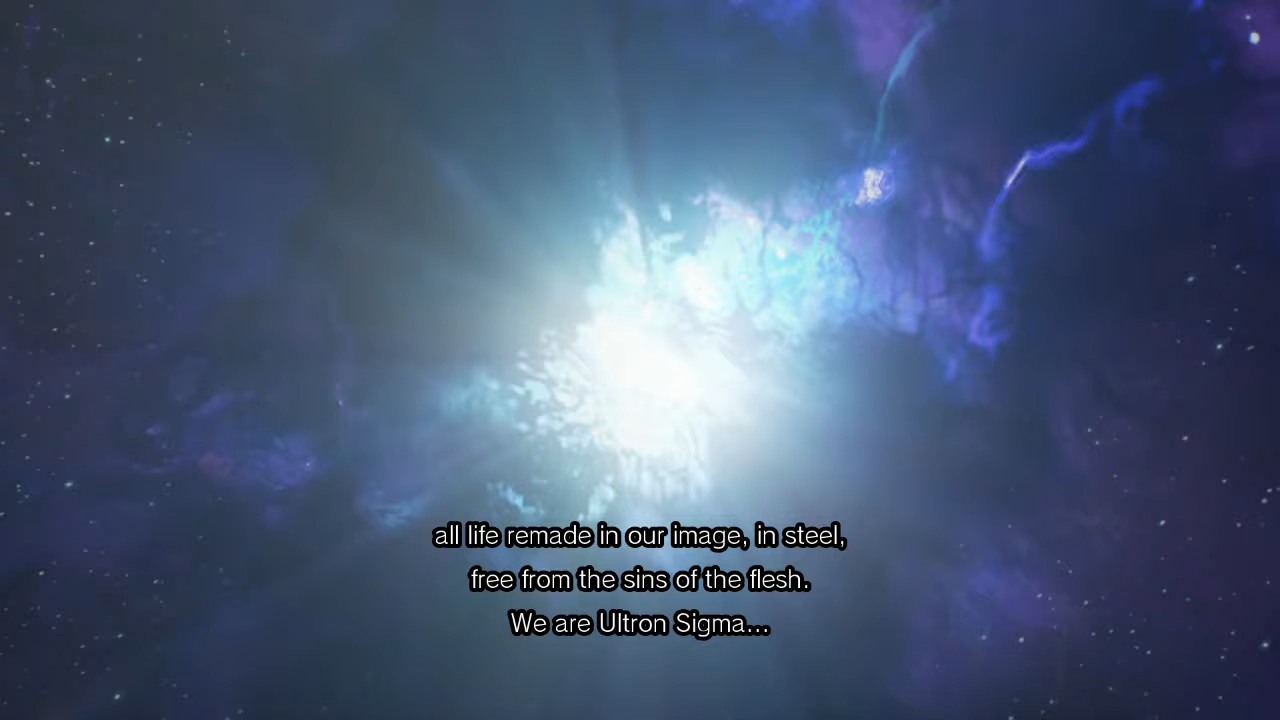 all life remade in our image, in steel,
free from the sins of the flesh.
We are Ultron Sigma...